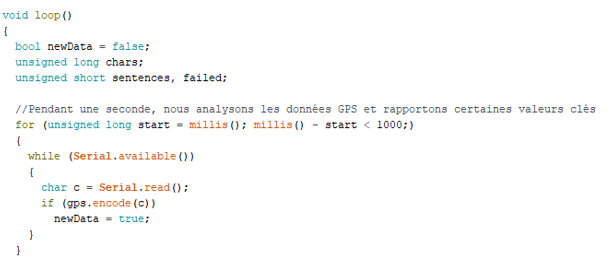 void loop()
{
  bool newData = false;
  unsigned long chars;
  unsigned short sentences, failed;

  //Pendant une seconde, nous analysons les données GPS et rapportons certaines valeurs clés
  for (unsigned long start = millis(); millis() - start < 1000;)
  {
    while (Serial.available())
    {
      char c = Serial.read();
      if (gps.encode(c))
        newData = true;
    }
  }